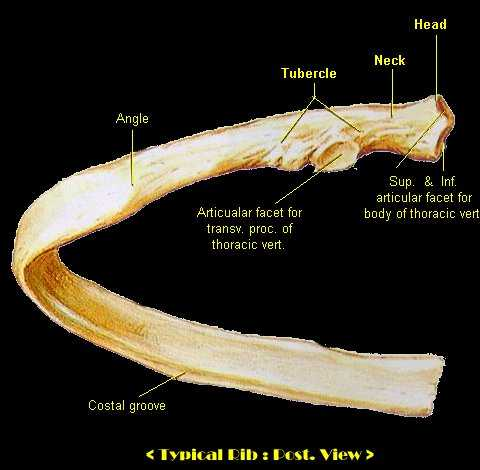 Head
Neck
Tubercle
Angle
Sup. & Inf.
articular facet for
body of thoracic vert
Articular facet for
transv. proc. of
thoracic vert.
Costal groove
< Typical Rib : Post. View >